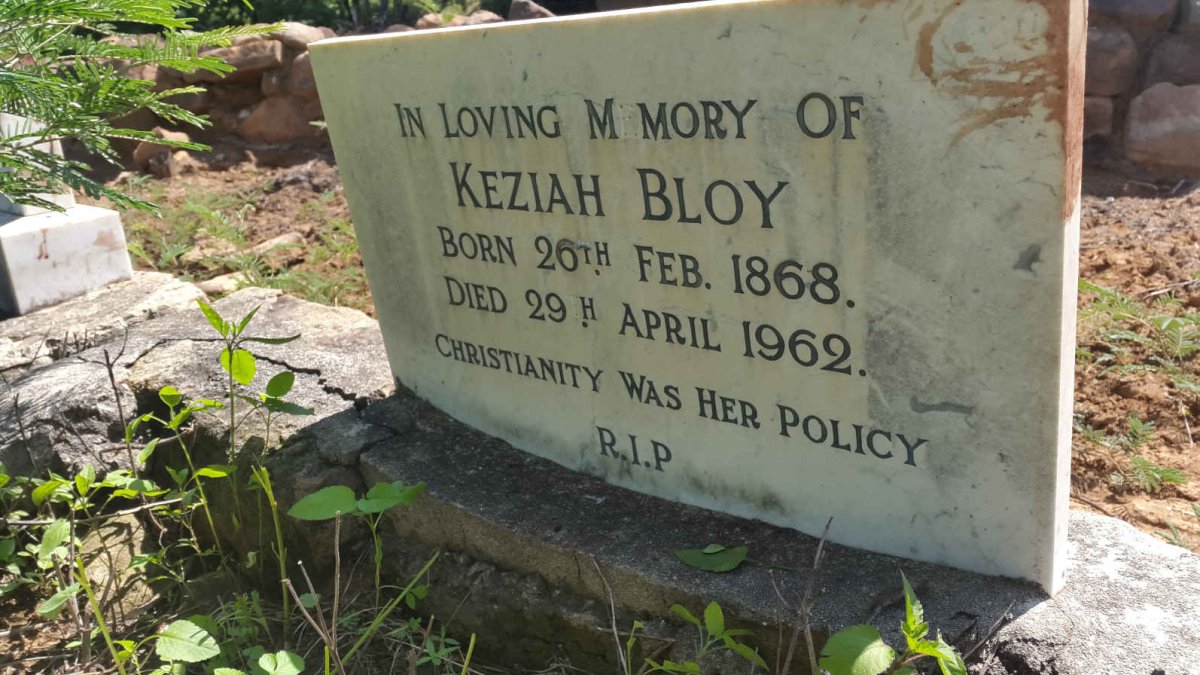 In Loving M mory Of
Keziah Bloy
Born 26th Feb. 1868.
Died 29 h April 1962.
Christianity Was Her Policy
R.I.P